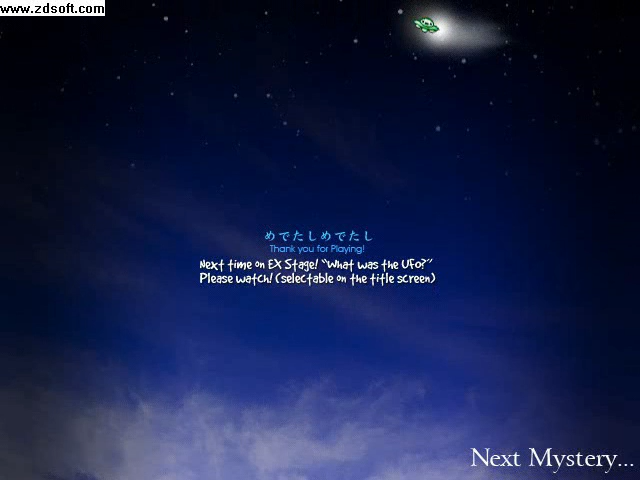 www.zdsoft.com
めでたしめでたし
Thank you for Playing!
Next time on EX Stage! "What was the UFO?"
Please watch! (selectable on the title screen)
Next Mystery...